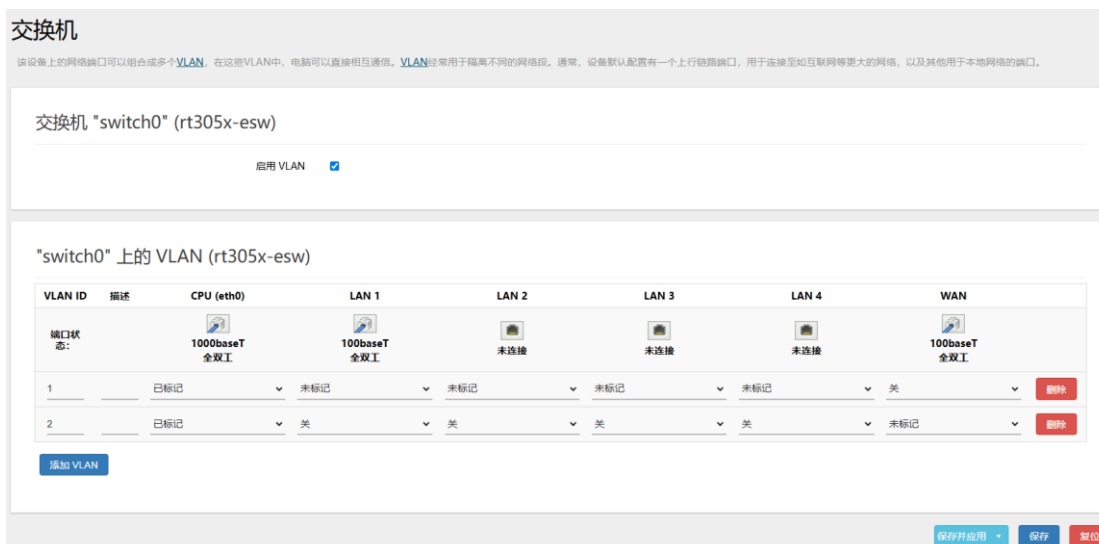 交换机
该设备上的网络端口可以组合成多个VLAN，在这些VLAN中，电脑可以直接相互通信。VLAN经常用于隔离不同的网络段。通常，设备默认配置有一个上行链路端口，用于连接至如互联网等更大的网络，以及其他用于本地网络的端口。
交换机 "switch0" (rt305x-esw)
启用 VLAN
"switch0" 上的 VLAN (rt305x-esw)
VLAN ID 描述 CPU (eth0) LAN 1 LAN 2 LAN 3 LAN 4 WAN
端口状态： 1000baseT 全双工 100baseT 全双工 未连接 未连接 未连接 100baseT 全双工
1 已标记 未标记 未标记 未标记 未标记 关 删除
2 已标记 关 关 关 关 未标记 删除
添加 VLAN
保存并应用 保存 复位